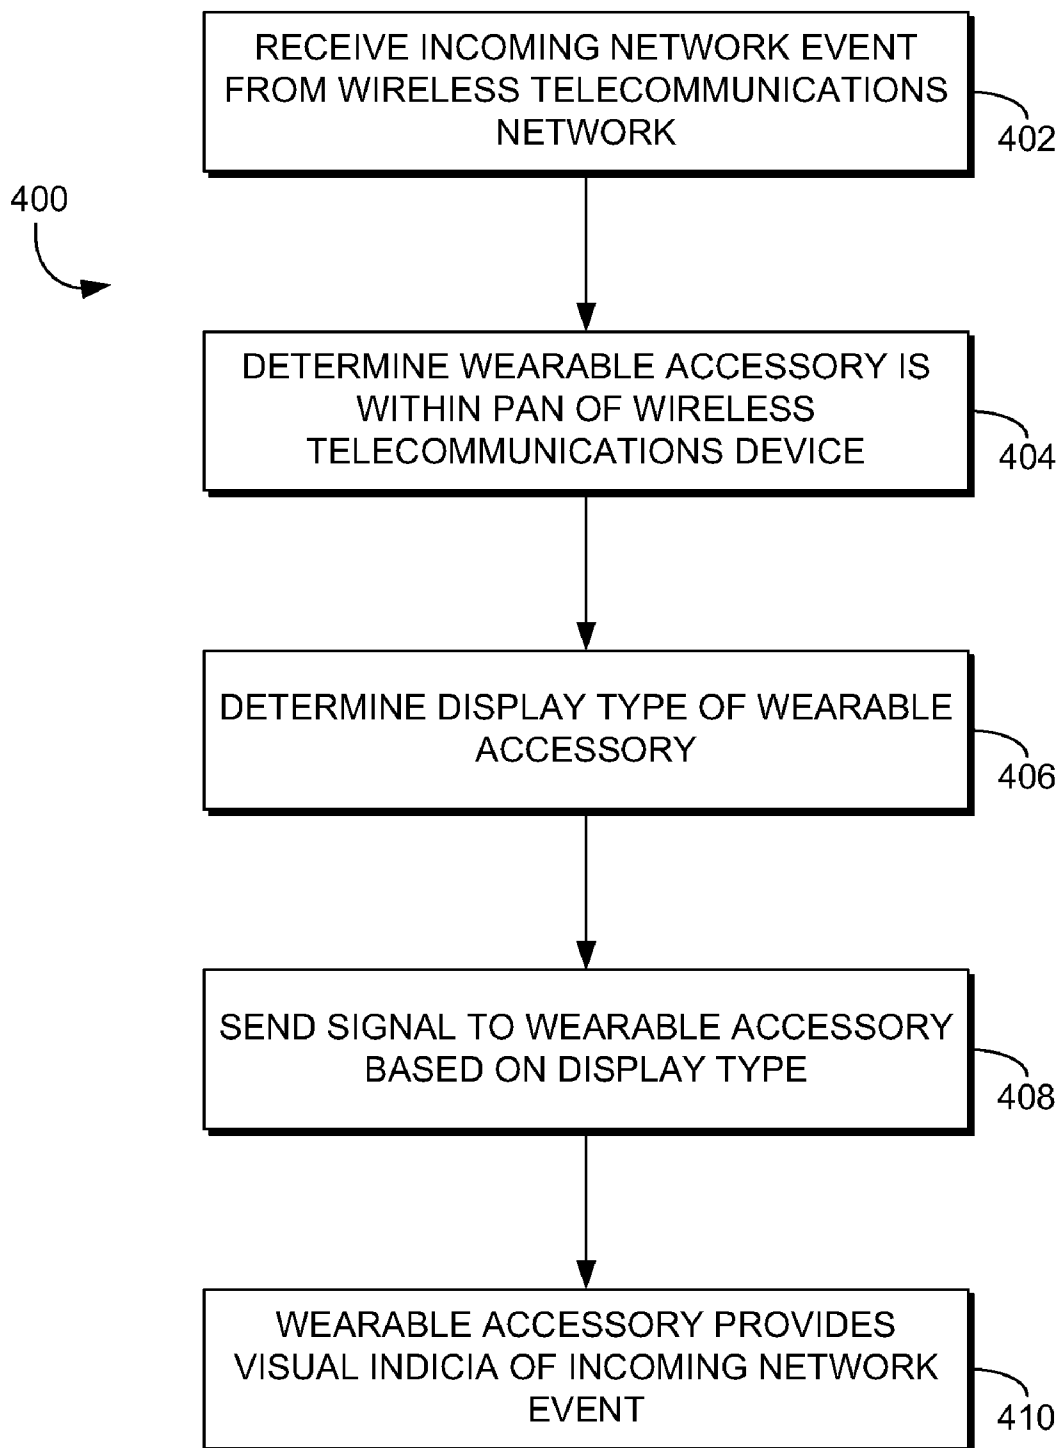 RECEIVE INCOMING NETWORK EVENT
FROM WIRELESS TELECOMMUNICATIONS
NETWORK
402
400
DETERMINE WEARABLE ACCESSORY IS
WITHIN PAN OF WIRELESS
TELECOMMUNICATIONS DEVICE
404
DETERMINE DISPLAY TYPE OF WEARABLE
ACCESSORY
406
SEND SIGNAL TO WEARABLE ACCESSORY
BASED ON DISPLAY TYPE
408
WEARABLE ACCESSORY PROVIDES
VISUAL INDICIA OF INCOMING NETWORK
EVENT
410